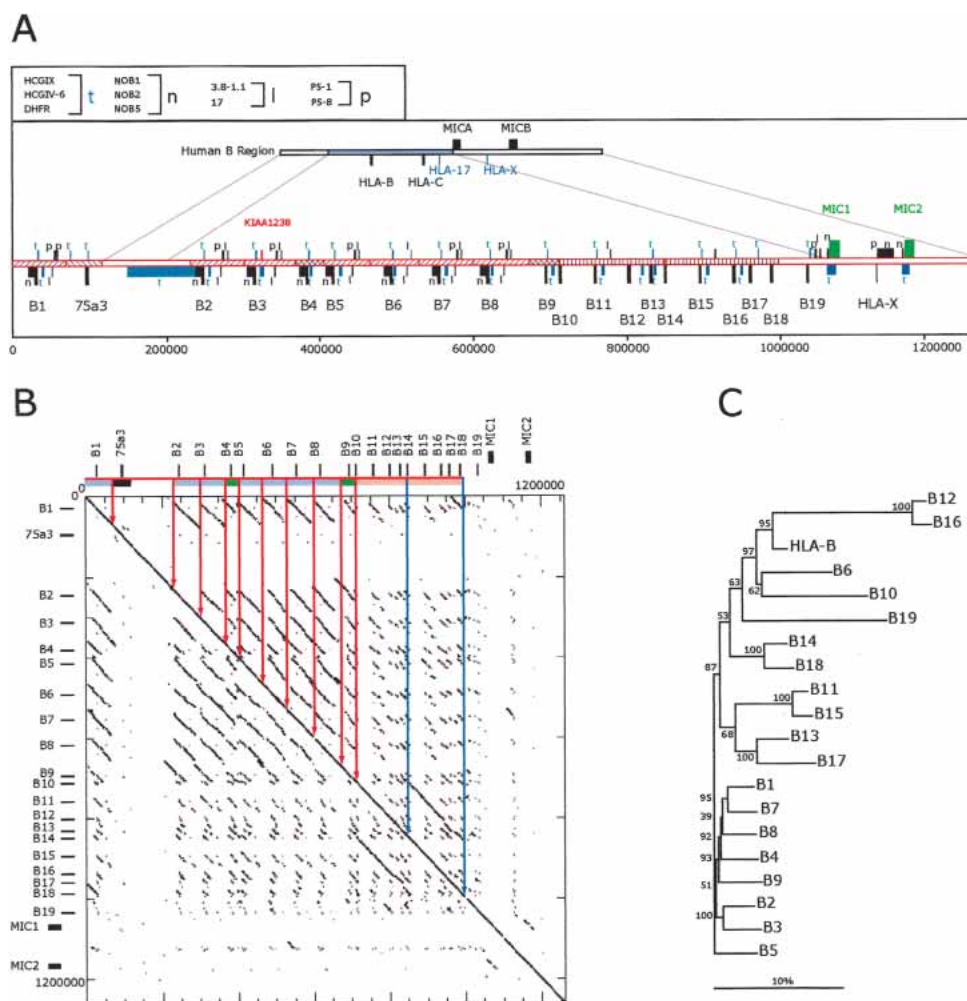 A
HCGIX
HCGIV-6
DHFR
t
NOB1
NOB2
NOB5
n
3.8-1.1
17
l
PS-1
PS-8
p
MICA MICB
Human B Region
HLA-B HLA-C HLA-17 HLA-X
KIAA1238
MIC1 MIC2
B1 75a3 B2 B3 B4 B5 B6 B7 B8 B9 B11 B13 B15 B17 B19 HLA-X
B10 B12 B14 B16 B18
0 200000 400000 600000 800000 1000000 1200000
B
B1 75a3 B2 B3 B4 B5 B6 B7 B8 B9 B10 B11 B12 B13 B14 B15 B16 B17 B18 B19 MIC1 MIC2
0 1200000
0
B1
75a3
B2
B3
B4
B5
B6
B7
B8
B9
B10
B11
B12
B13
B14
B15
B16
B17
B18
B19
MIC1
MIC2
1200000
C
100 B12
B16
95
HLA-B
97
B6
62
B10
63
B19
53
B14
100
B18
87
B11
100
B15
68
B13
100
B17
B1
95
B7
39
B8
92
B4
93
B9
51
B2
100
B3
B5
10%